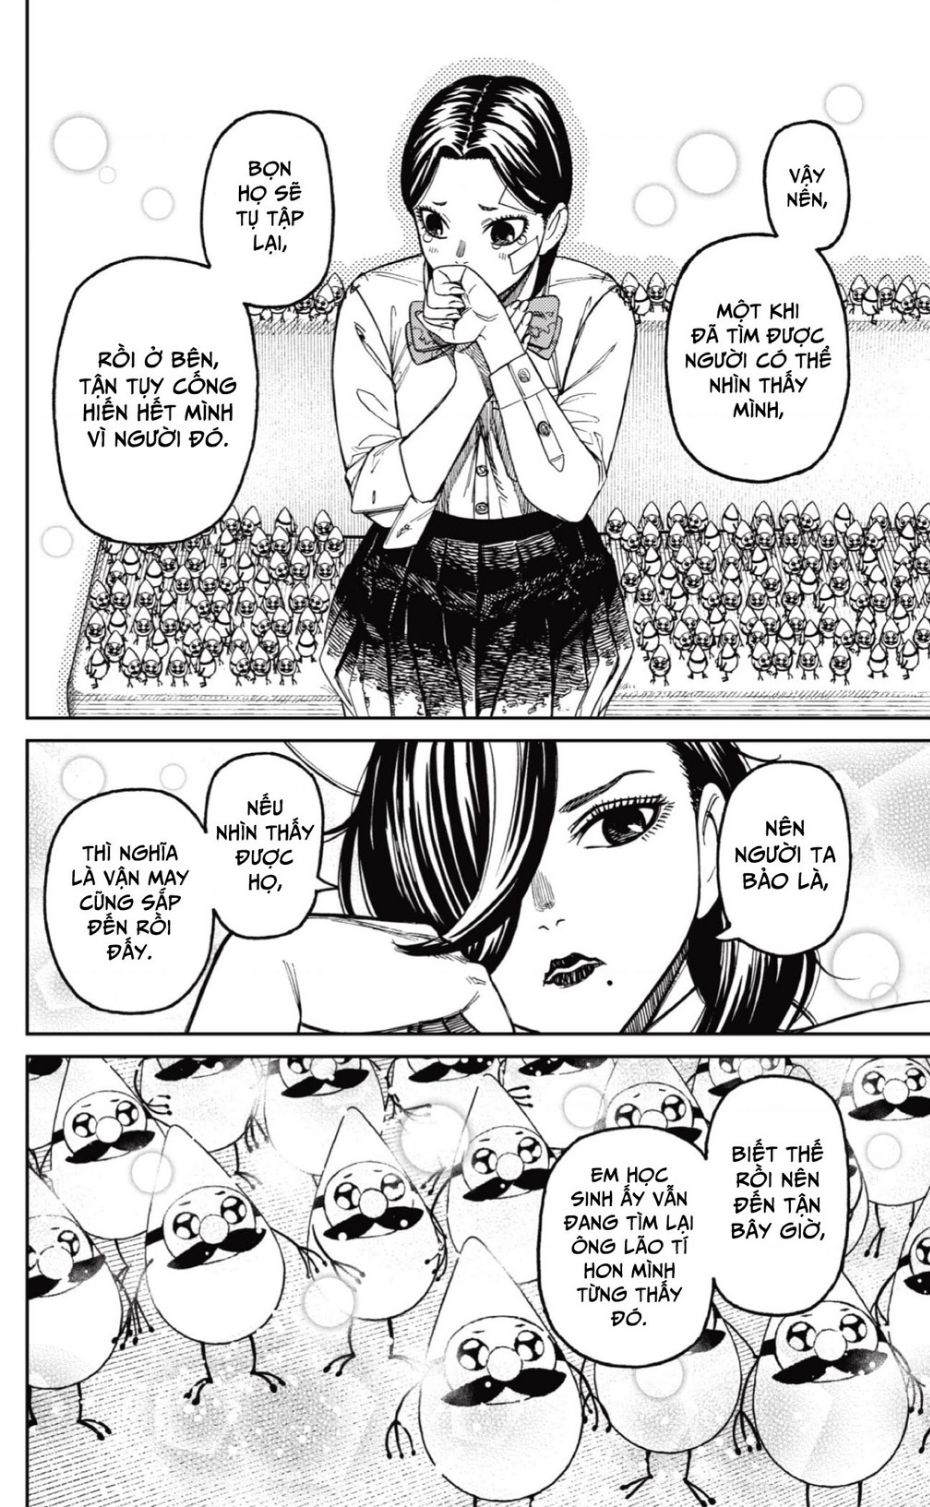 VẬY
NÊN,
MỘT KHI
ĐÃ TÌM ĐƯỢC
NGƯỜI CÓ THỂ
NHÌN THẤY
MÌNH,
BỌN
HỌ SẼ
TỤ TẬP
LẠI,
RỒI Ở BÊN,
TẬN TỤY CỐNG
HIẾN HẾT MÌNH
VÌ NGƯỜI ĐÓ.
NÊN
NGƯỜI TA
BẢO LÀ,
NẾU
NHÌN THẤY
ĐƯỢC
HỌ,
THÌ NGHĨA
LÀ VẬN MAY
CŨNG SẮP
ĐẾN RỒI
ĐẤY.
BIẾT THẾ
RỒI NÊN
ĐẾN TẬN
BÂY GIỜ,
EM HỌC
SINH ẤY VẪN
ĐANG TÌM LẠI
ÔNG LÃO TÍ
HON MÌNH
TỪNG THẤY
ĐÓ.